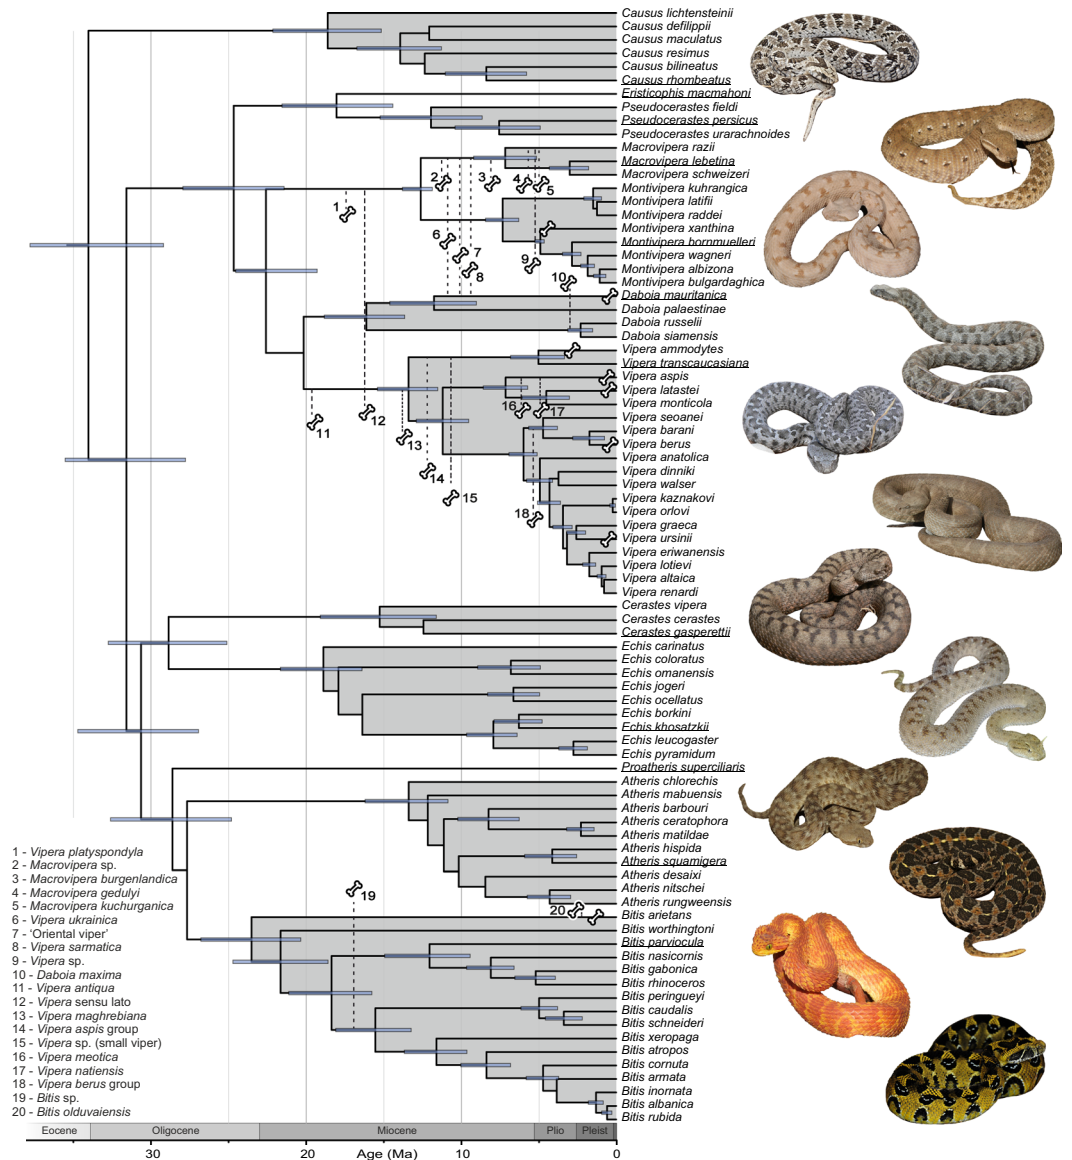 Causus lichtensteinii
Causus defilippii
Causus maculatus
Causus resimus
Causus bilineatus
Causus rhombeatus
Eristicophis macmahoni
Pseudocerastes fieldi
Pseudocerastes persicus
Pseudocerastes urarachnoides
Macrovipera razii
Macrovipera lebetina
Macrovipera schweizeri
Montivipera kuhrangica
Montivipera latifii
Montivipera raddei
Montivipera xanthina
Montivipera bornmuelleri
Montivipera wagneri
Montivipera albizona
Montivipera bulgardaghica
Daboia mauritanica
Daboia palaestinae
Daboia russelii
Daboia siamensis
Vipera ammodytes
Vipera transcaucasiana
Vipera aspis
Vipera latastei
Vipera monticola
Vipera seoanei
Vipera barani
Vipera berus
Vipera anatolica
Vipera dinniki
Vipera walser
Vipera kaznakovi
Vipera orlovi
Vipera graeca
Vipera ursinii
Vipera eriwanensis
Vipera lotievi
Vipera altaica
Vipera renardi
Cerastes vipera
Cerastes cerastes
Cerastes gasperettii
Echis carinatus
Echis coloratus
Echis omanensis
Echis jogeri
Echis ocellatus
Echis borkini
Echis khosatzkii
Echis leucogaster
Echis pyramidum
Proatheris superciliaris
Atheris chlorechis
Atheris mabuensis
Atheris barbouri
Atheris ceratophora
Atheris matildae
Atheris hispida
Atheris squamigera
Atheris desaixi
Atheris nitschei
Atheris rungweensis
Bitis arietans
Bitis worthingtoni
Bitis parviocula
Bitis nasicornis
Bitis gabonica
Bitis rhinoceros
Bitis peringueyi
Bitis caudalis
Bitis schneideri
Bitis xeropaga
Bitis atropos
Bitis cornuta
Bitis armata
Bitis inornata
Bitis albanica
Bitis rubida
1
2
3
4
5
6
7
8
9
10
11
12
13
14
15
16
17
18
19
20
1 - Vipera platyspondyla
2 - Macrovipera sp.
3 - Macrovipera burgenlandica
4 - Macrovipera gedulyi
5 - Macrovipera kuchurganica
6 - Vipera ukrainica
7 - ‘Oriental viper’
8 - Vipera sarmatica
9 - Vipera sp.
10 - Daboia maxima
11 - Vipera antiqua
12 - Vipera sensu lato
13 - Vipera maghrebiana
14 - Vipera aspis group
15 - Vipera sp. (small viper)
16 - Vipera meotica
17 - Vipera natiensis
18 - Vipera berus group
19 - Bitis sp.
20 - Bitis olduvaiensis
Eocene Oligocene Miocene Plio Pleist
30 20 Age (Ma) 10 0